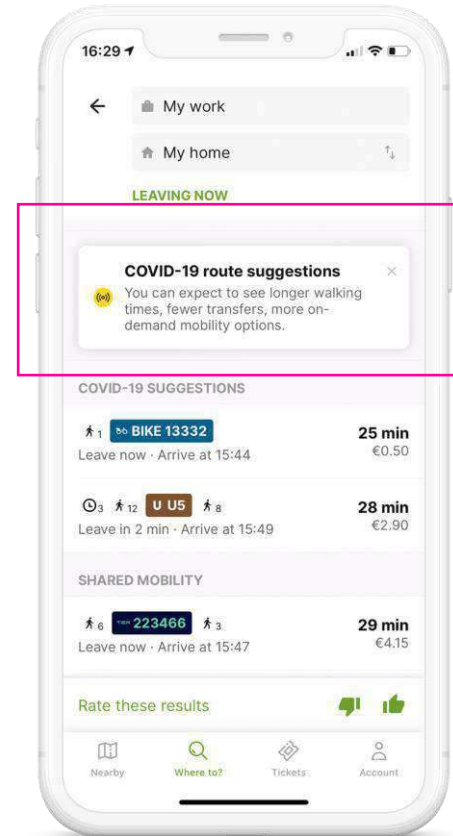 16:29
My work
My home
LEAVING NOW
COVID-19 route suggestions
You can expect to see longer walking
times, fewer transfers, more on-
demand mobility options.
COVID-19 SUGGESTIONS
1 BIKE 13332 25 min
Leave now · Arrive at 15:44 €0.50
3 12 U U5 8 28 min
Leave in 2 min · Arrive at 15:49 €2.90
SHARED MOBILITY
6 TIER 223466 3 29 min
Leave now · Arrive at 15:47 €4.15
Rate these results
Nearby Where to? Tickets Account